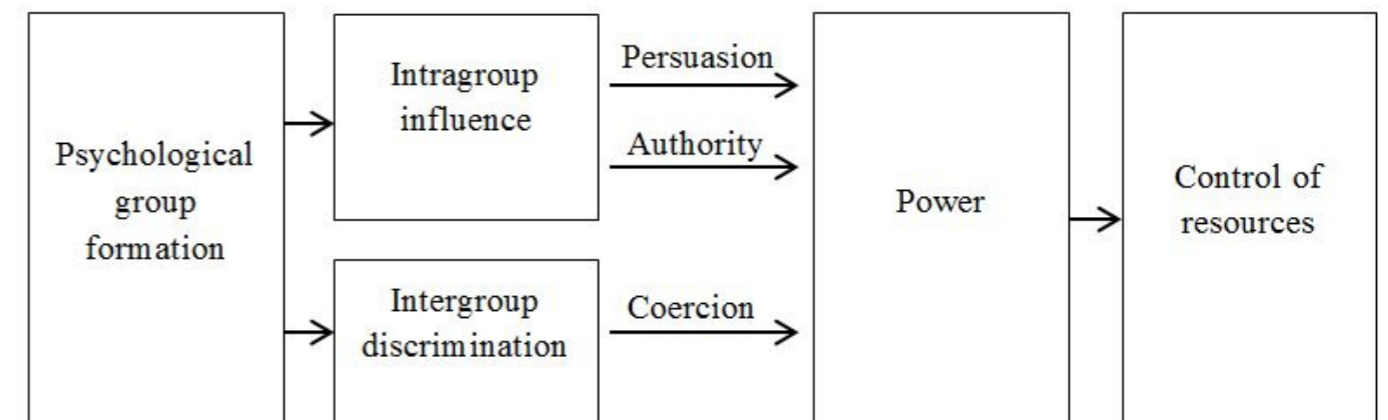 Psychological
group
formation
Intragroup
influence
Intergroup
discrimination
Persuasion
Authority
Coercion
Power
Control of
resources